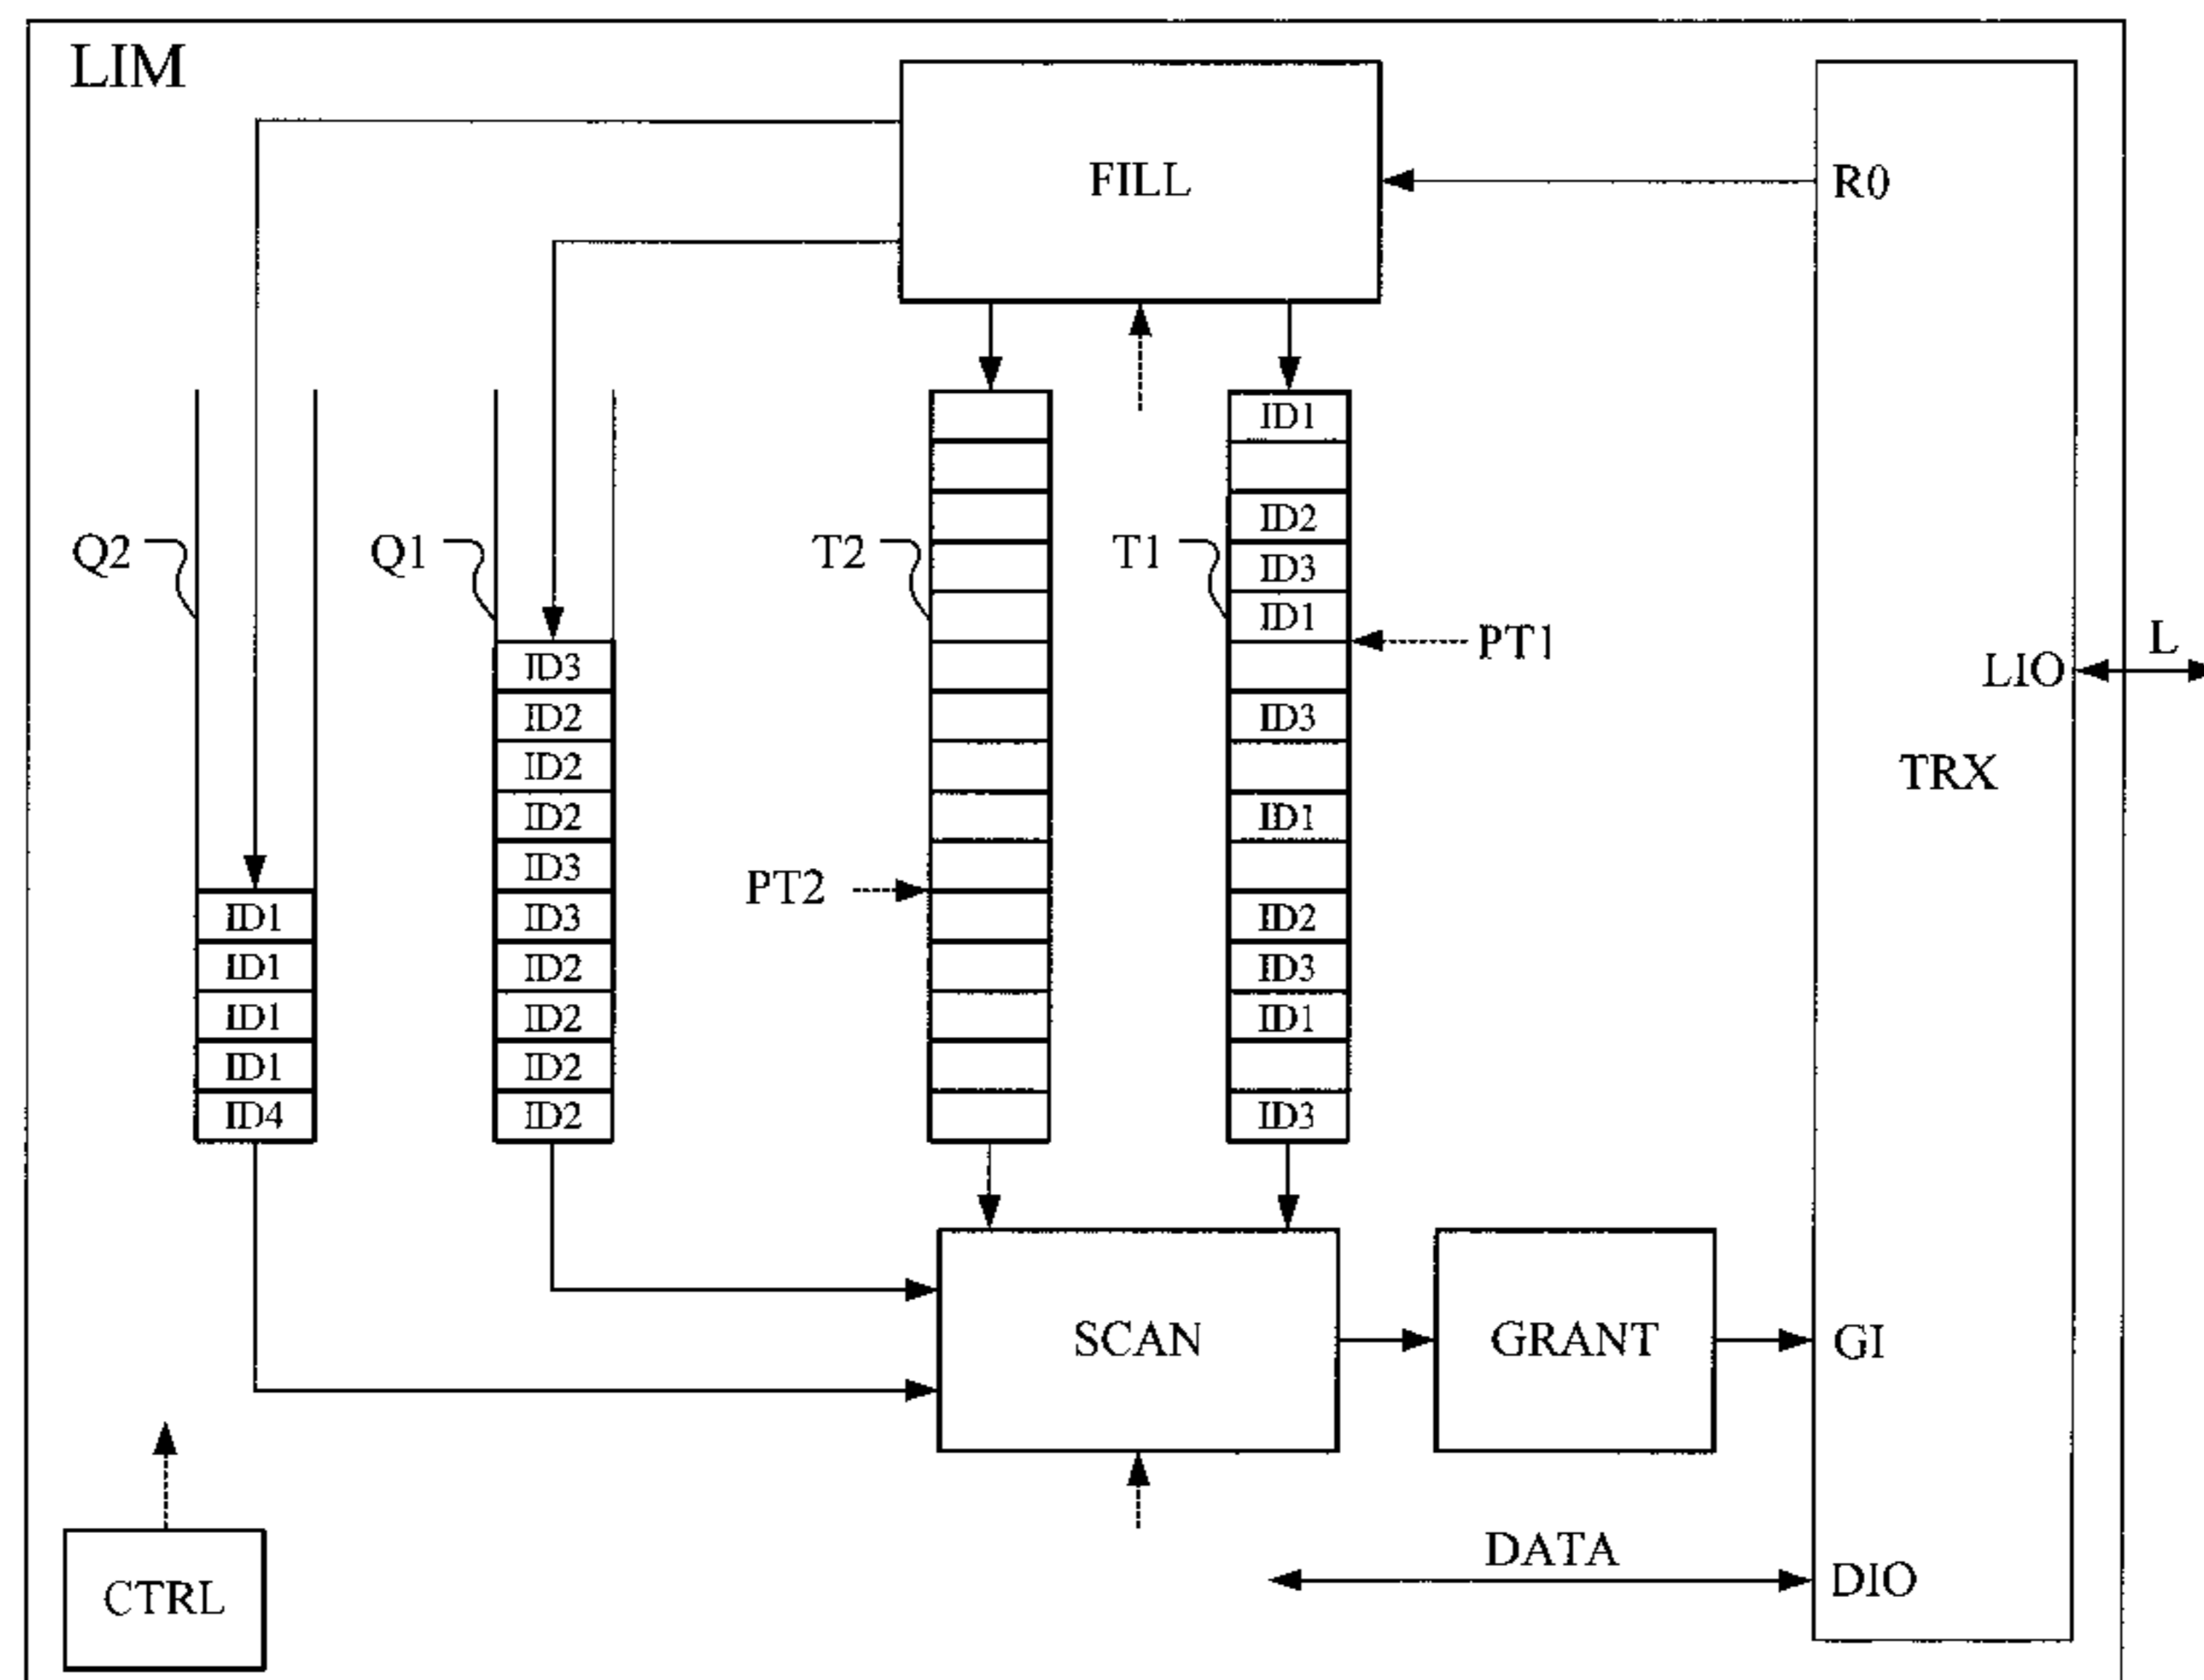 LIM
FILL
R0
Q2
Q1
T2
T1
ID1
ID2
ID3
ID1
ID3
ID1
ID2
ID3
ID1
ID3
PT1
LIO
L
TRX
ID3
ID2
ID2
ID2
ID3
ID3
ID2
ID2
ID2
ID2
PT2
ID1
ID1
ID1
ID1
ID4
SCAN
GRANT
GI
DATA
DIO
CTRL